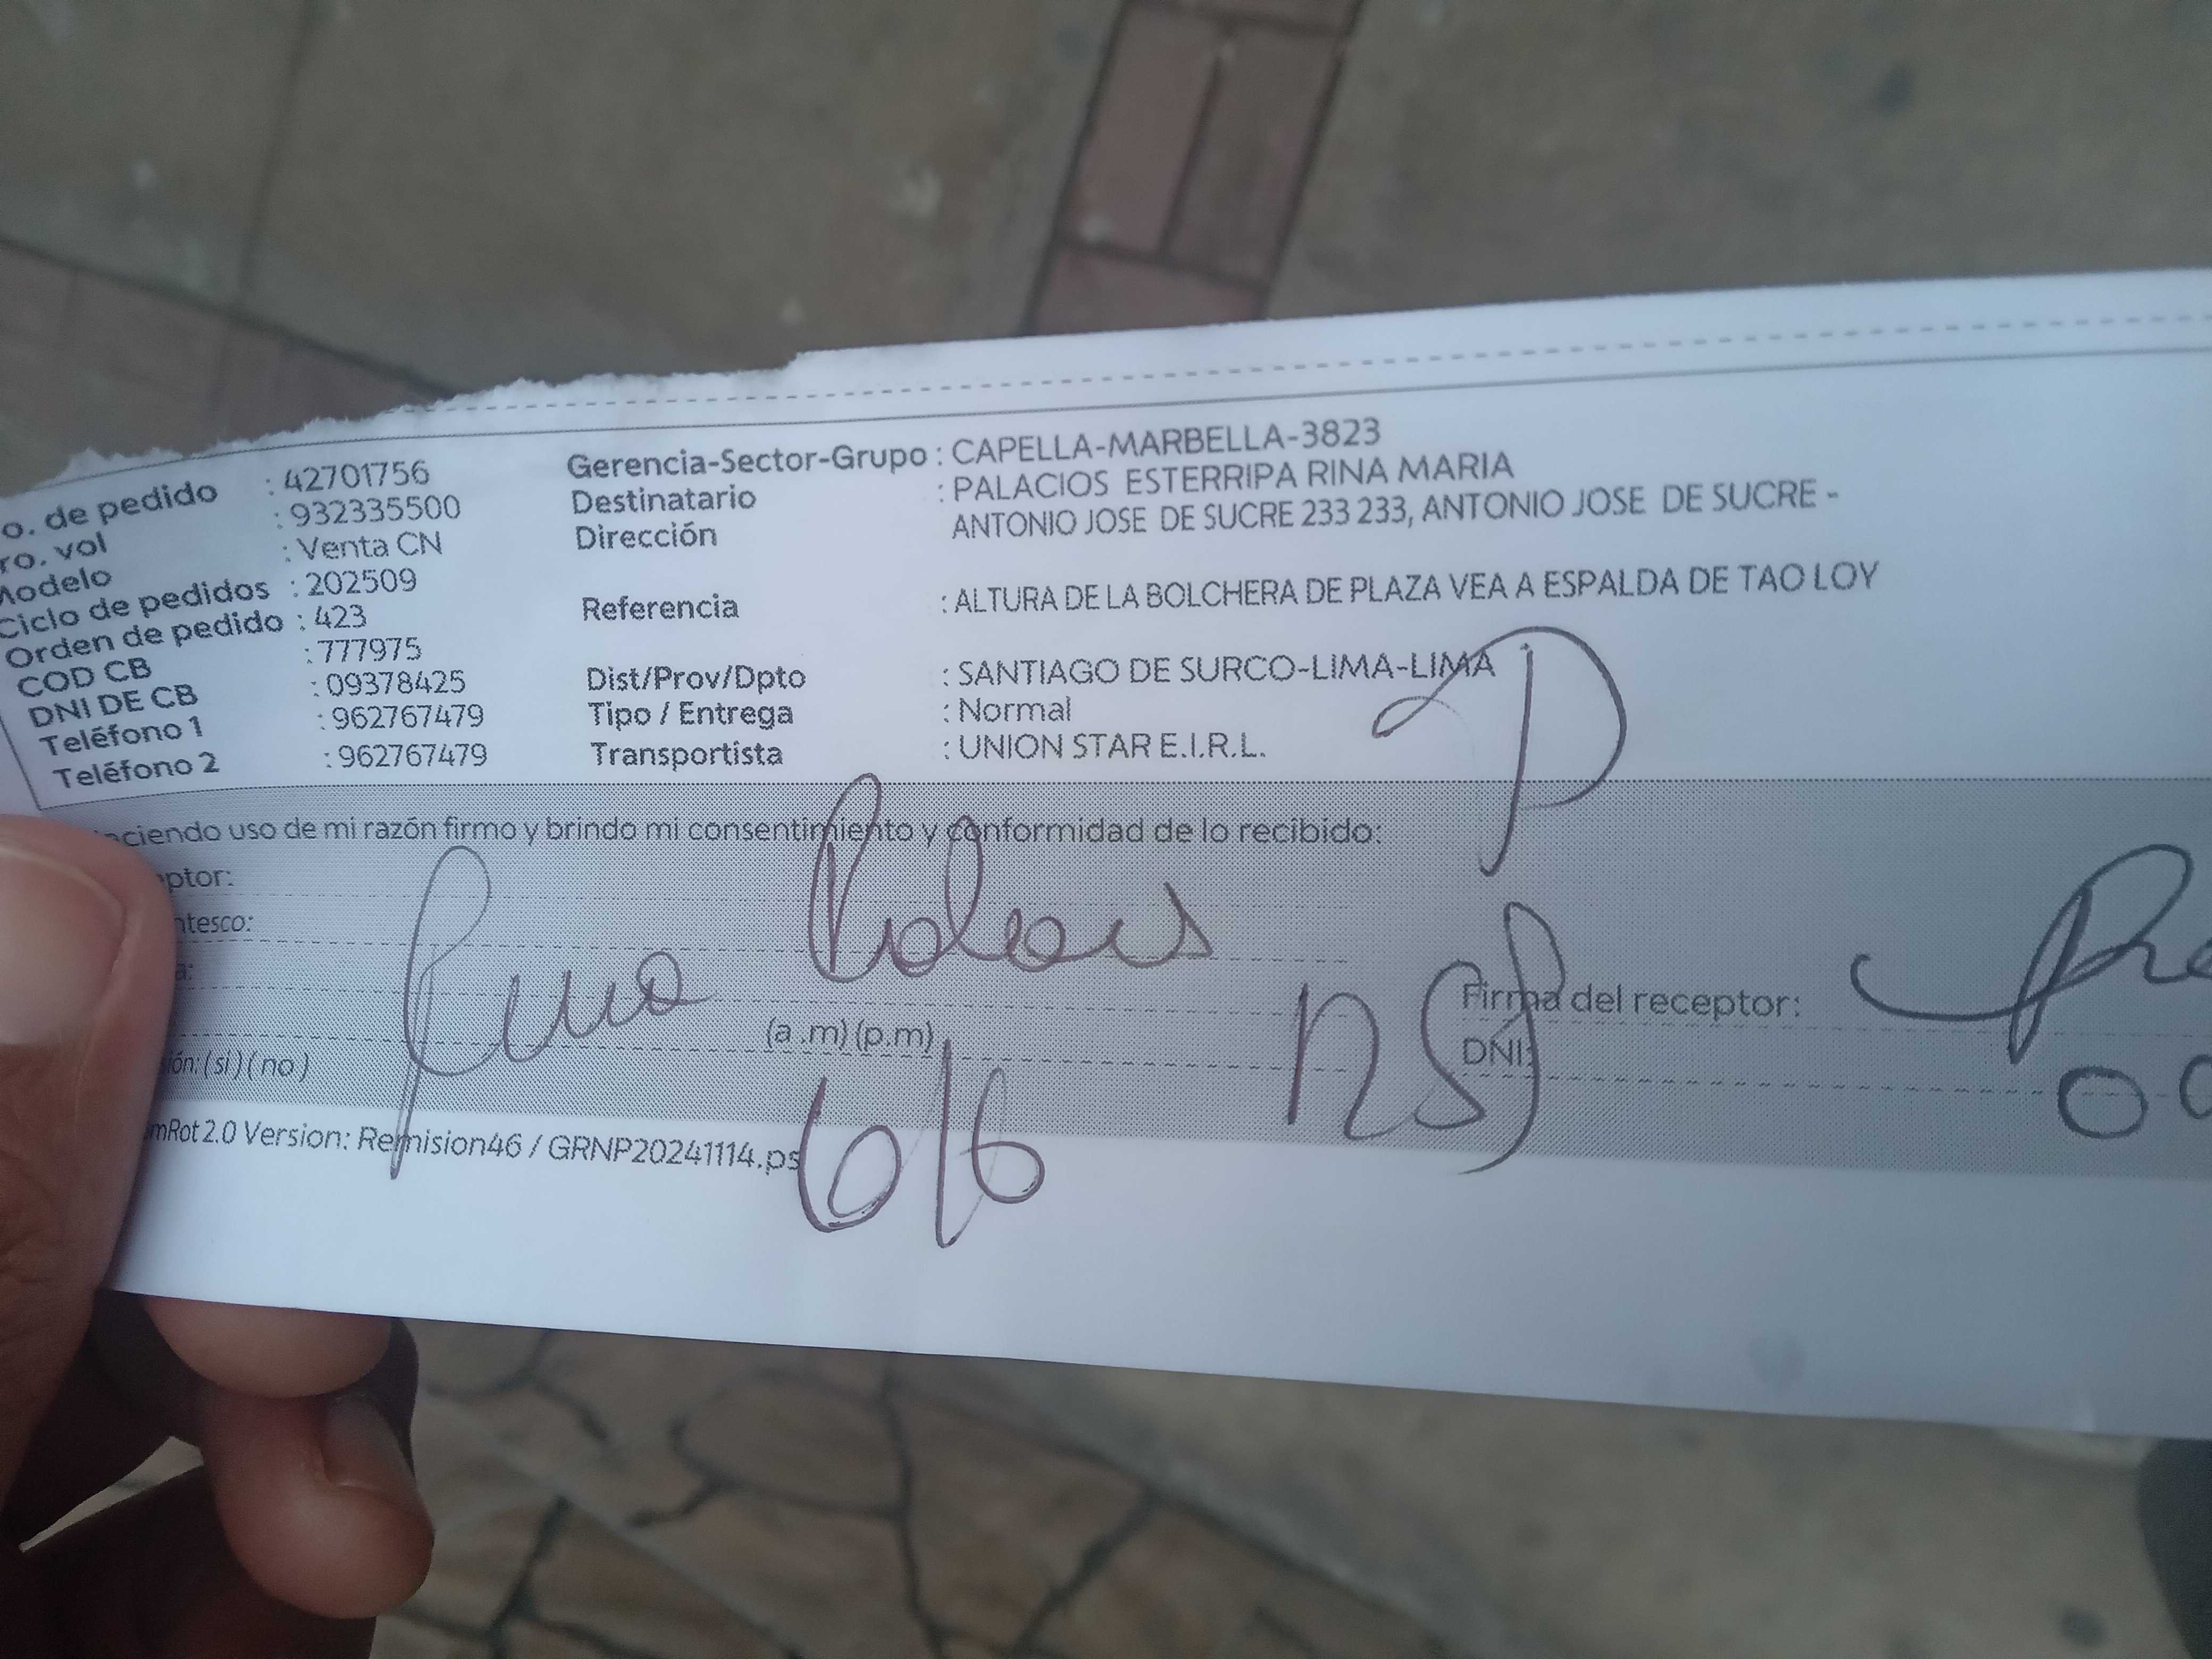 o. de pedido : 42701756 Gerencia-Sector-Grupo : CAPELLA-MARBELLA-3823
ro. vol : 932335500 Destinatario : PALACIOS ESTERRIPA RINA MARIA
Modelo : Venta CN Dirección ANTONIO JOSE DE SUCRE 233 233, ANTONIO JOSE DE SUCRE -
Ciclo de pedidos : 202509
Orden de pedido : 423 Referencia : ALTURA DE LA BOLCHERA DE PLAZA VEA A ESPALDA DE TAO LOY
COD CB : 777975
DNI DE CB : 09378425 Dist/Prov/Dpto : SANTIAGO DE SURCO-LIMA-LIMA
Teléfono 1 : 962767479 Tipo / Entrega : Normal
Teléfono 2 : 962767479 Transportista : UNION STAR E.I.R.L.
P
ciendo uso de mi razón firmo y brindo mi consentimiento y conformidad de lo recibido:
ptor:
ntesco:
a:
Firma del receptor:
(a.m) (p.m)
DNI:
ión: (si) (no)
6/6
mRot 2.0 Version: Remision46 / GRNP20241114.ps